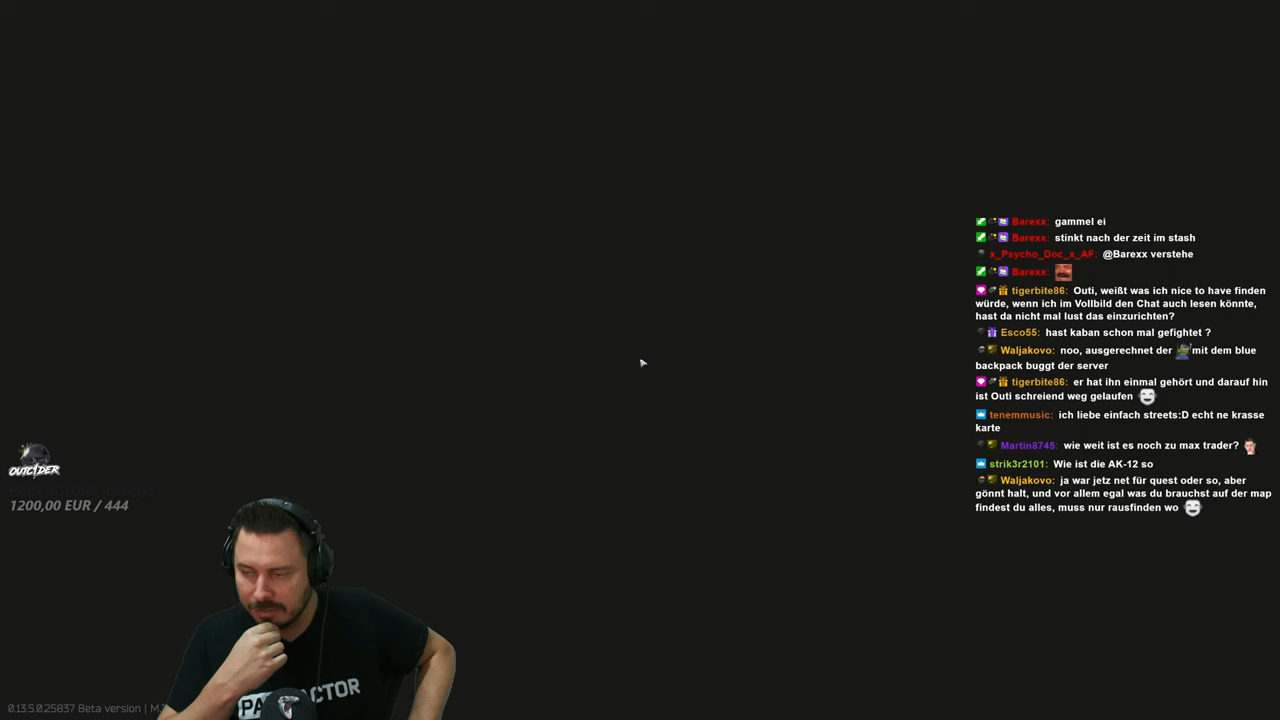 Barexx: gammel ei
Barexx: stinkt nach der zeit im stash
x_Psycho_Doc_x_AF: @Barexx verstehe
Barexx:
tigerbite86: Outi, weißt was ich nice to have finden
würde, wenn ich im Vollbild den Chat auch lesen könnte,
hast da nicht mal lust das einzurichten?
Esco55: hast kaban schon mal gefightet ?
Waljakovo: noo, ausgerechnet der mit dem blue
backpack buggt der server
tigerbite86: er hat ihn einmal gehört und darauf hin
ist Outi schreiend weg gelaufen
tenemmusic: ich liebe einfach streets:D echt ne krasse
karte
Martin8745: wie weit ist es noch zu max trader?
strik3r2101: Wie ist die AK-12 so
Waljakovo: ja war jetz net für quest oder so, aber
gönnt halt, und vor allem egal was du brauchst auf der map
findest du alles, muss nur rausfinden wo
OUTC1DER
1200,00 EUR / 444
0.13.5.0.25837 Beta version |